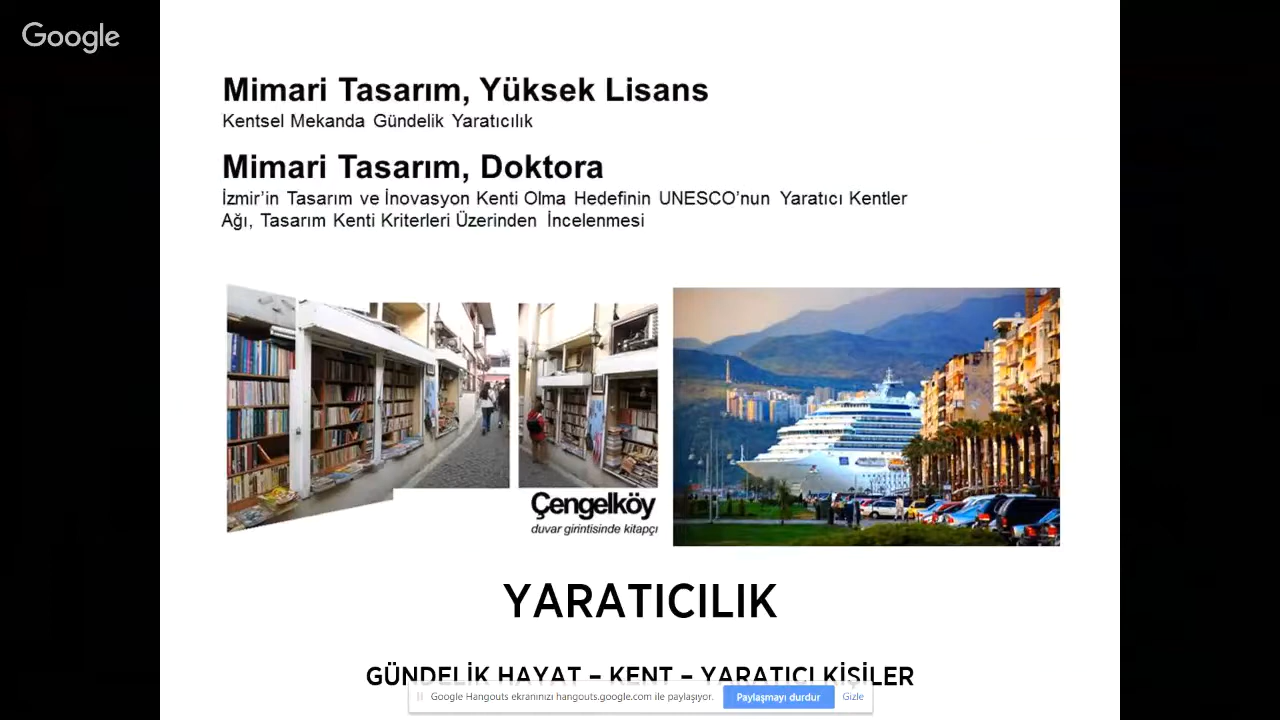 Google
Mimari Tasarım, Yüksek Lisans
Kentsel Mekanda Gündelik Yaratıcılık
Mimari Tasarım, Doktora
İzmir’in Tasarım ve İnovasyon Kenti Olma Hedefinin UNESCO’nun Yaratıcı Kentler
Ağı, Tasarım Kenti Kriterleri Üzerinden İncelenmesi
Çengelköy
duvar girintisinde kitapçı
YARATICILIK
GÜNDELİK HAYAT – KENT – YARATICI KİŞİLER
Google Hangouts ekranınızı hangouts.google.com ile paylaşıyor. Paylaşmayı durdur Gizle